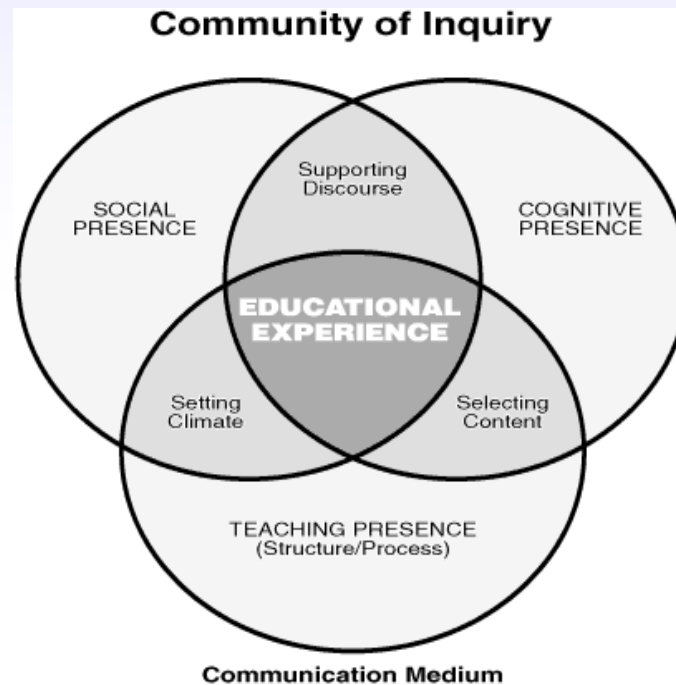 Community of Inquiry
Supporting
Discourse
SOCIAL
PRESENCE
COGNITIVE
PRESENCE
EDUCATIONAL
EXPERIENCE
Setting
Climate
Selecting
Content
TEACHING PRESENCE
(Structure/Process)
Communication Medium